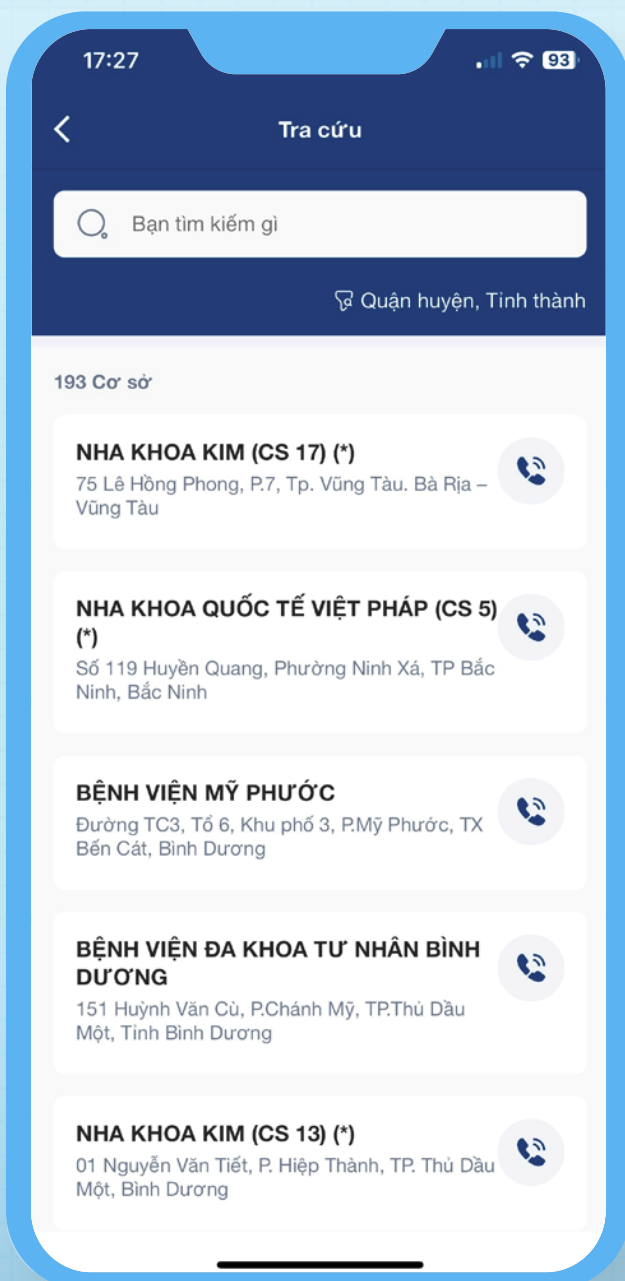 17:27
93
Tra cứu
Bạn tìm kiếm gì
Quận huyện, Tỉnh thành
193 Cơ sở
NHA KHOA KIM (CS 17) (*)
75 Lê Hồng Phong, P.7, Tp. Vũng Tàu. Bà Rịa –
Vũng Tàu
NHA KHOA QUỐC TẾ VIỆT PHÁP (CS 5)
(*)
Số 119 Huyền Quang, Phường Ninh Xá, TP Bắc
Ninh, Bắc Ninh
BỆNH VIỆN MỸ PHƯỚC
Đường TC3, Tổ 6, Khu phố 3, P.Mỹ Phước, TX
Bến Cát, Bình Dương
BỆNH VIỆN ĐA KHOA TƯ NHÂN BÌNH
DƯƠNG
151 Huỳnh Văn Cù, P.Chánh Mỹ, TP.Thủ Dầu
Một, Tỉnh Bình Dương
NHA KHOA KIM (CS 13) (*)
01 Nguyễn Văn Tiết, P. Hiệp Thành, TP. Thủ Dầu
Một, Bình Dương